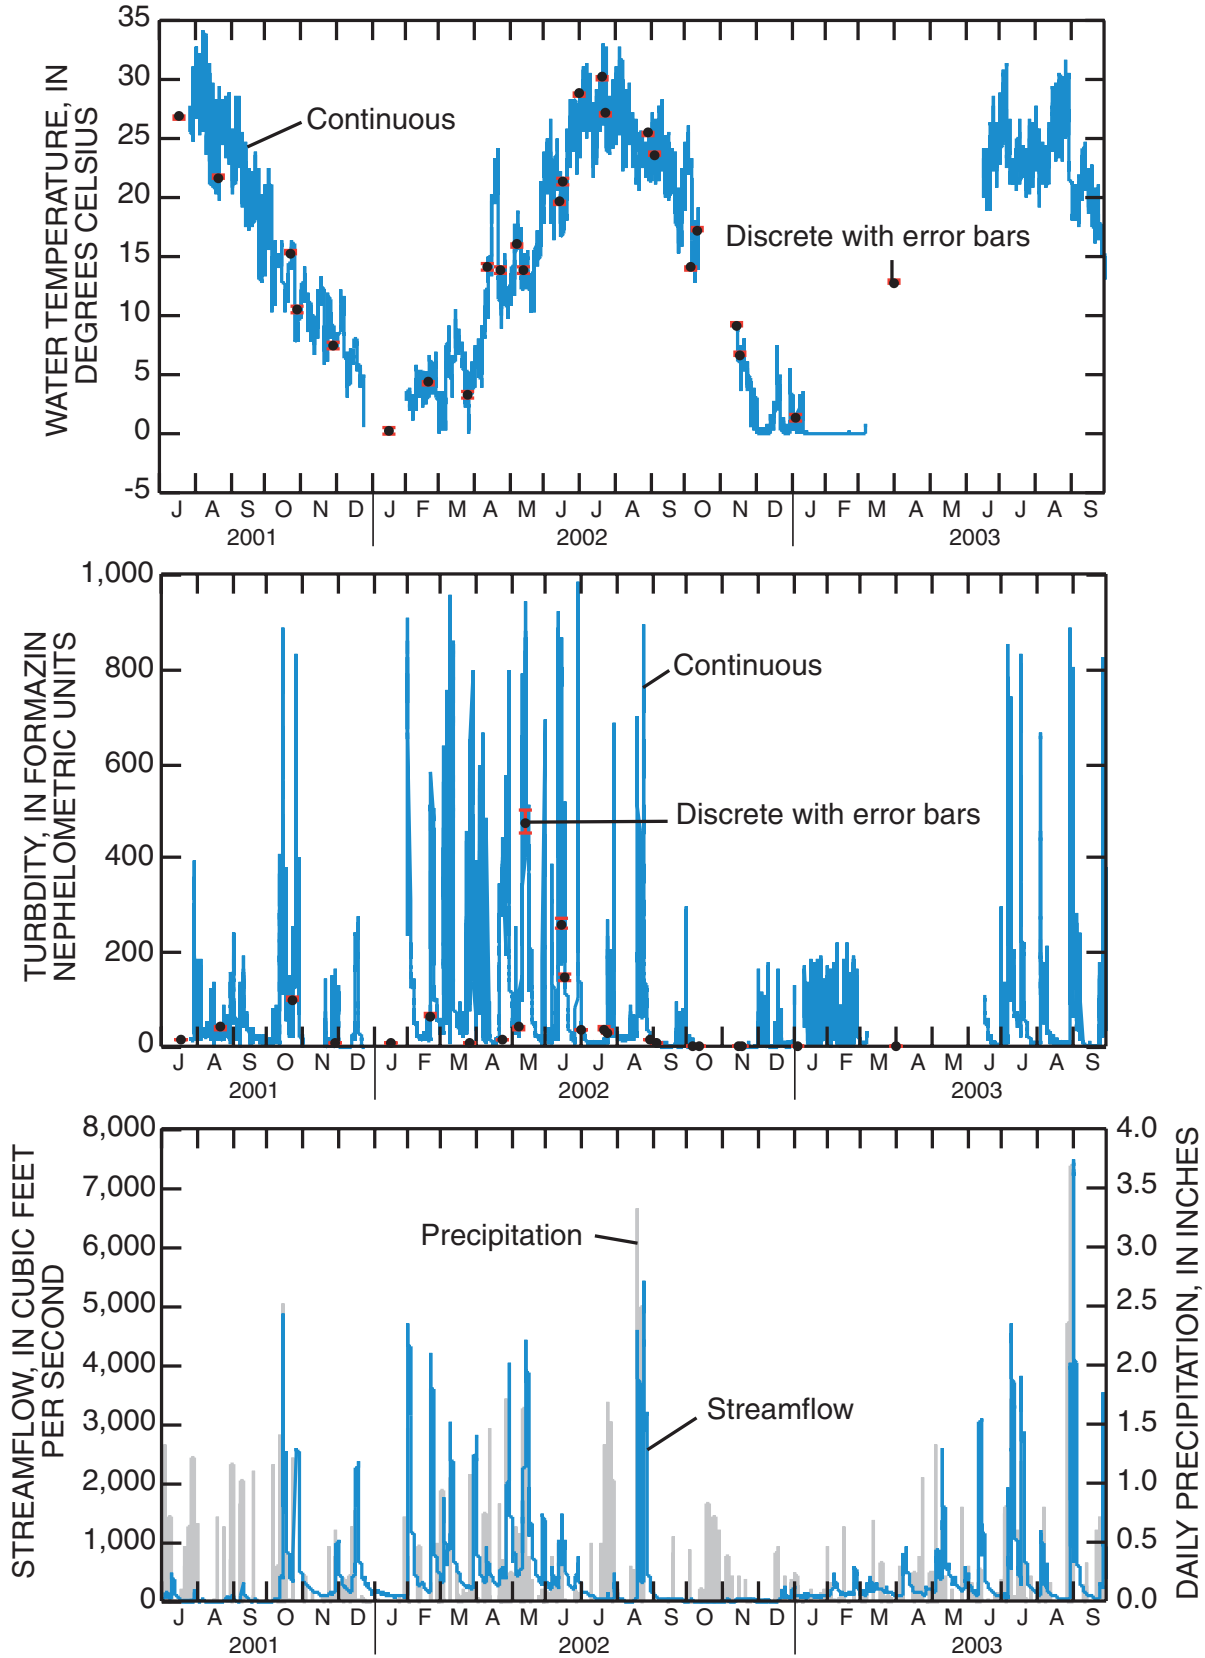 WATER TEMPERATURE, IN
DEGREES CELSIUS
35
30
25
20
15
10
5
0
-5
Continuous
Discrete with error bars
J A S O N D J F M A M J J A S O N D J F M A M J J A S
2001 2002 2003
TURBDITY, IN FORMAZIN
NEPHELOMETRIC UNITS
1,000
800
600
400
200
0
Continuous
Discrete with error bars
J A S O N D J F M A M J J A S O N D J F M A M J J A S
2001 2002 2003
STREAMFLOW, IN CUBIC FEET
PER SECOND
8,000
7,000
6,000
5,000
4,000
3,000
2,000
1,000
0
Precipitation
Streamflow
4.0
3.5
3.0
2.5
2.0
1.5
1.0
0.5
0.0
DAILY PRECIPITATION, IN INCHES
J A S O N D J F M A M J J A S O N D J F M A M J J A S
2001 2002 2003